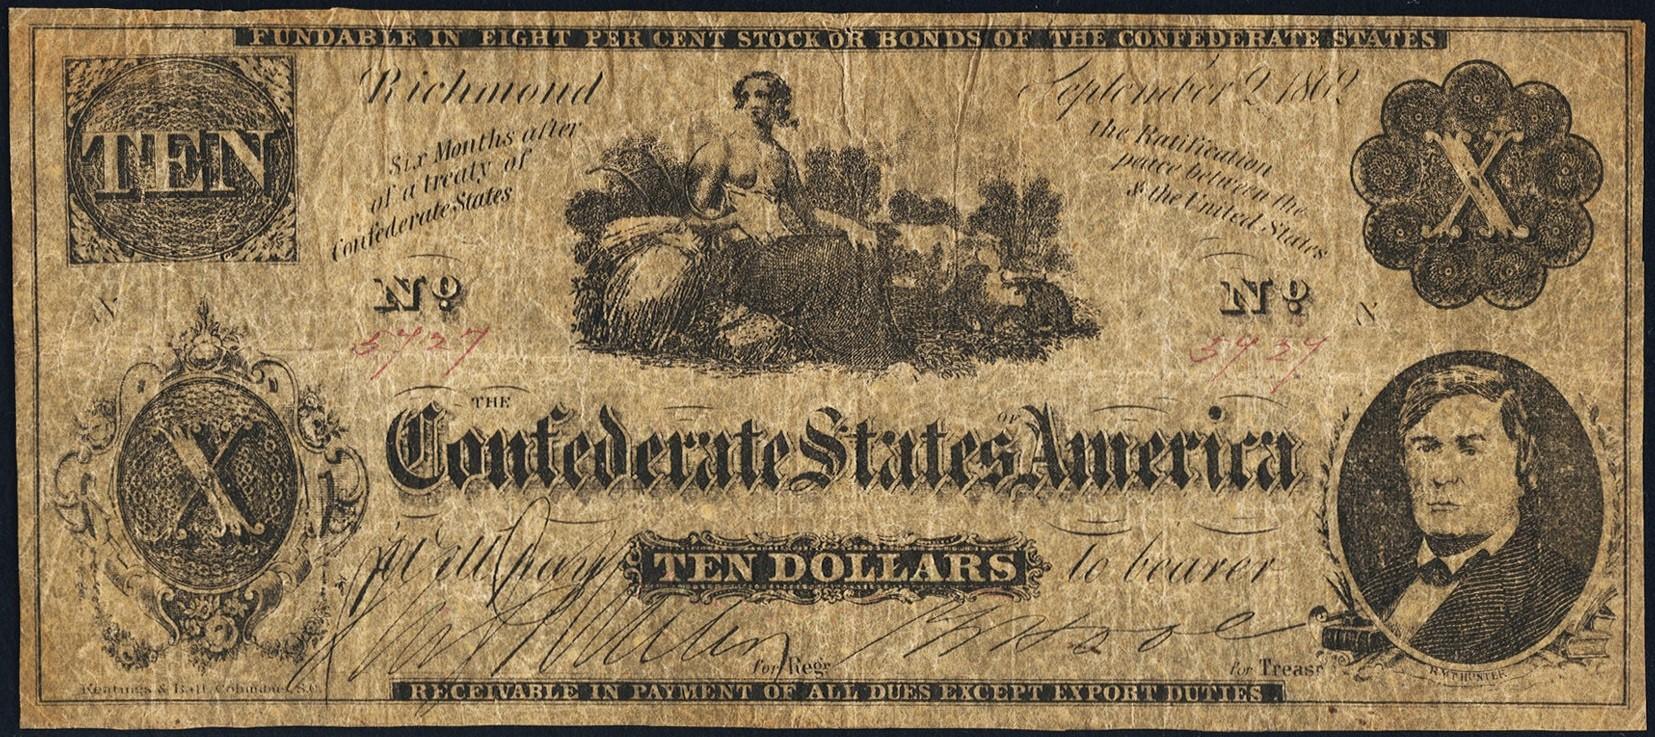 FUNDABLE IN EIGHT PER CENT STOCK OR BONDS OF THE CONFEDERATE STATES
TEN
Richmond
September 2, 1862
X
Six Months after
of a treaty of
Confederate States
the Ratification
peace between the
& the United States
No
5927
No
5927
THE
Confederate States OF America
X
Will pay TEN DOLLARS to bearer
for Regr
for Treasr
R.M.T. HUNTER
Keatinge & Ball, Columbia, S.C.
RECEIVABLE IN PAYMENT OF ALL DUES EXCEPT EXPORT DUTIES